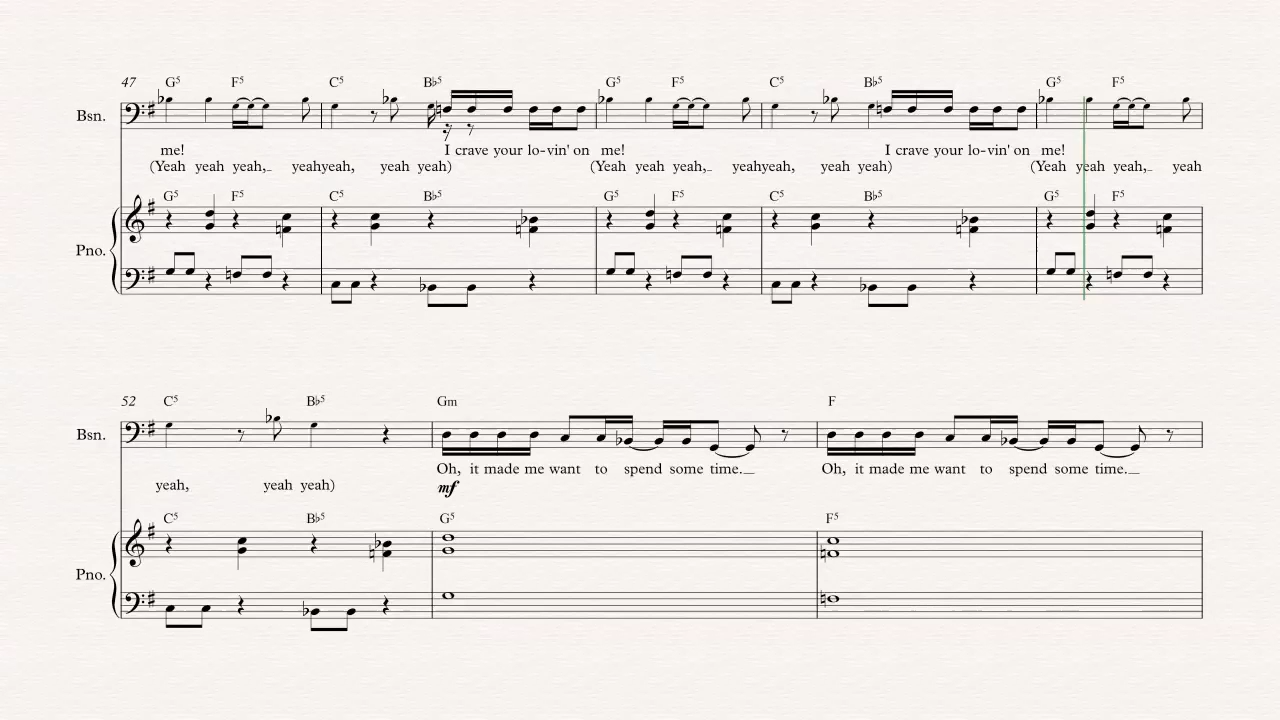 47 G5 F5 C5 B♭5 G5 F5 C5 B♭5 G5 F5
Bsn.
me! I crave your lo-vin' on me! I crave your lo-vin' on me!
(Yeah yeah yeah,_ yeahyeah, yeah yeah) (Yeah yeah yeah,_ yeahyeah, yeah yeah) (Yeah yeah yeah,_ yeah
G5 F5 C5 B♭5 G5 F5 C5 B♭5 G5 F5
Pno.
52 C5 B♭5 Gm F
Bsn.
Oh, it made me want to spend some time._ Oh, it made me want to spend some time._
yeah, yeah yeah) mf
C5 B♭5 G5 F5
Pno.